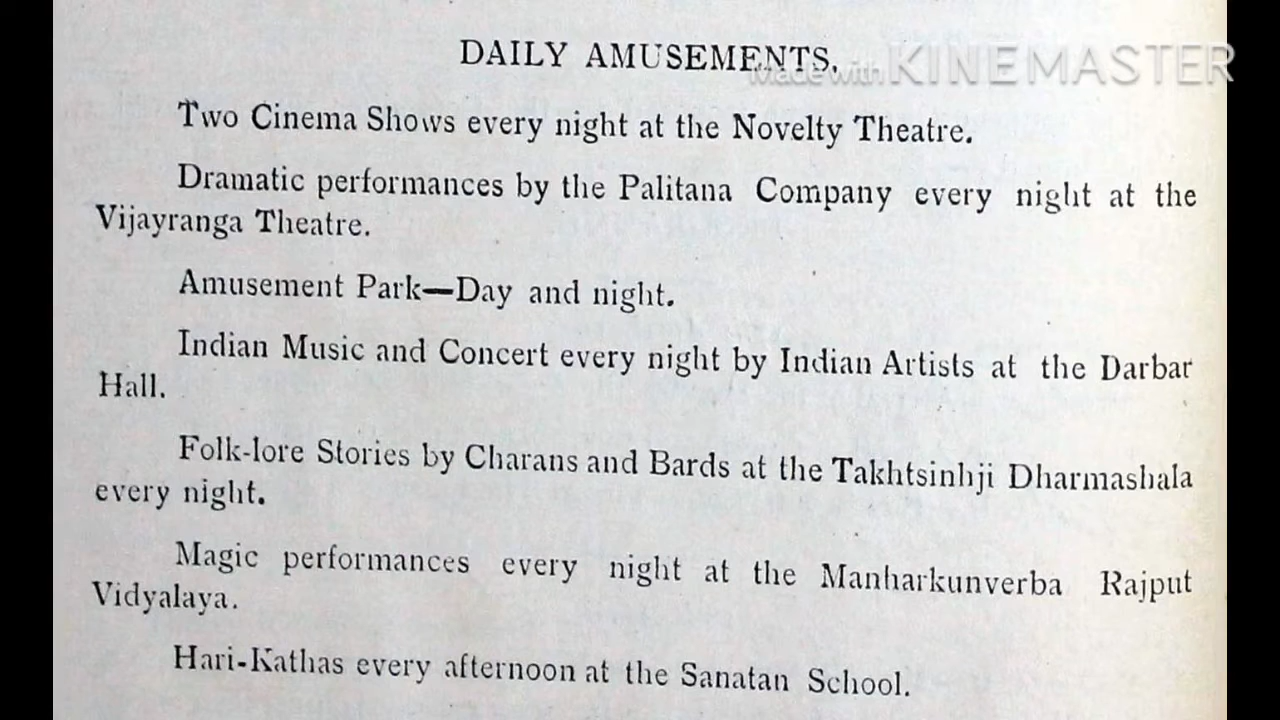 DAILY AMUSEMENTS.
Made with KINEMASTER
Two Cinema Shows every night at the Novelty Theatre.
Dramatic performances by the Palitana Company every night at the
Vijayranga Theatre.
Amusement Park—Day and night.
Indian Music and Concert every night by Indian Artists at the Darbar
Hall.
Folk-lore Stories by Charans and Bards at the Takhtsinhji Dharmashala
every night.
Magic performances every night at the Manharkunverba Rajput
Vidyalaya.
Hari-Kathas every afternoon at the Sanatan School.